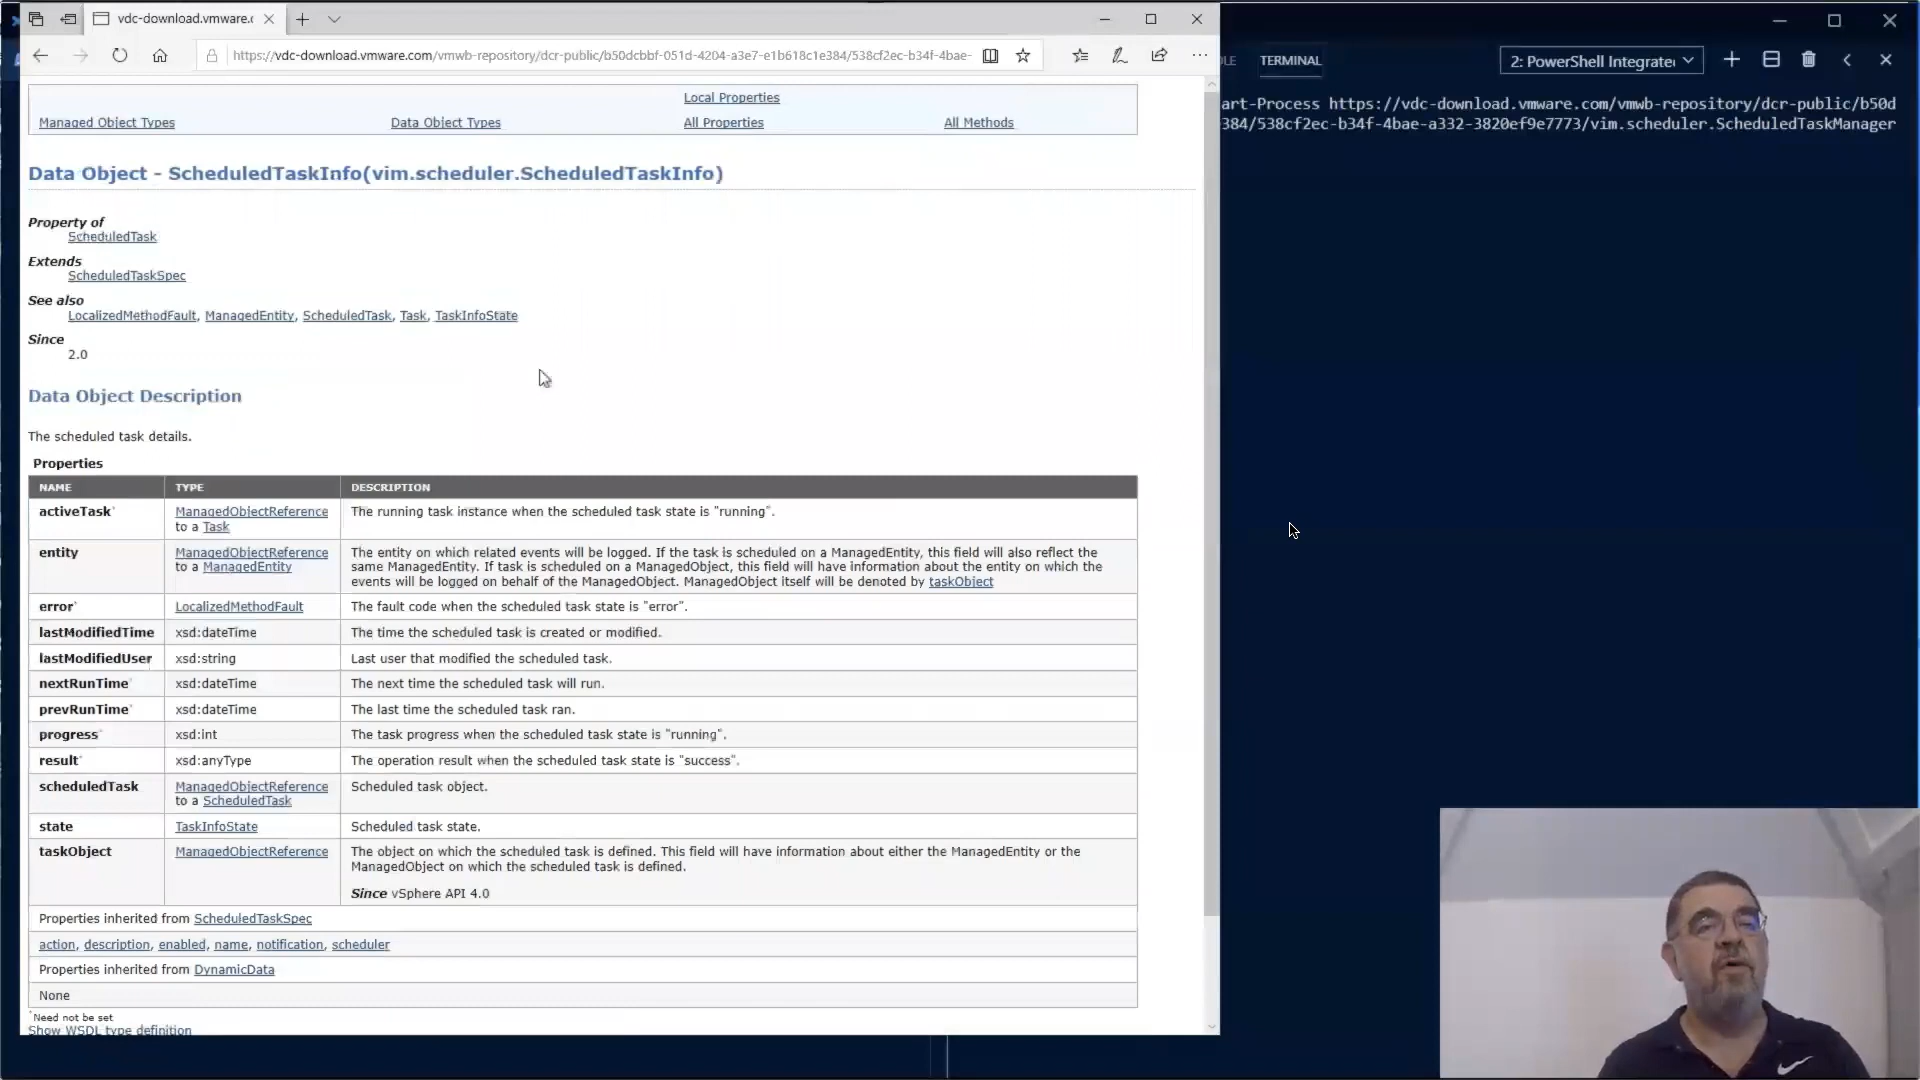 vdc-download.vmware.c
https://vdc-download.vmware.com/vmwb-repository/dcr-public/b50dcbbf-051d-4204-a3e7-e1b618c1e384/538cf2ec-b34f-4bae-
TERMINAL
2: PowerShell Integrate
art-Process https://vdc-download.vmware.com/vmwb-repository/dcr-public/b50d
384/538cf2ec-b34f-4bae-a332-3820ef9e7773/vim.scheduler.ScheduledTaskManager
Local Properties
Managed Object Types Data Object Types All Properties All Methods
Data Object - ScheduledTaskInfo(vim.scheduler.ScheduledTaskInfo)
Property of
ScheduledTask
Extends
ScheduledTaskSpec
See also
LocalizedMethodFault, ManagedEntity, ScheduledTask, Task, TaskInfoState
Since
2.0
Data Object Description
The scheduled task details.
Properties
NAME TYPE DESCRIPTION
activeTask* ManagedObjectReference The running task instance when the scheduled task state is "running".
to a Task
entity ManagedObjectReference The entity on which related events will be logged. If the task is scheduled on a ManagedEntity, this field will also reflect the
to a ManagedEntity same ManagedEntity. If task is scheduled on a ManagedObject, this field will have information about the entity on which the
events will be logged on behalf of the ManagedObject. ManagedObject itself will be denoted by taskObject
error* LocalizedMethodFault The fault code when the scheduled task state is "error".
lastModifiedTime xsd:dateTime The time the scheduled task is created or modified.
lastModifiedUser xsd:string Last user that modified the scheduled task.
nextRunTime* xsd:dateTime The next time the scheduled task will run.
prevRunTime* xsd:dateTime The last time the scheduled task ran.
progress* xsd:int The task progress when the scheduled task state is "running".
result* xsd:anyType The operation result when the scheduled task state is "success".
scheduledTask ManagedObjectReference Scheduled task object.
to a ScheduledTask
state TaskInfoState Scheduled task state.
taskObject ManagedObjectReference The object on which the scheduled task is defined. This field will have information about either the ManagedEntity or the
ManagedObject on which the scheduled task is defined.
Since vSphere API 4.0
Properties inherited from ScheduledTaskSpec
action, description, enabled, name, notification, scheduler
Properties inherited from DynamicData
None
*Need not be set
Show WSDL type definition